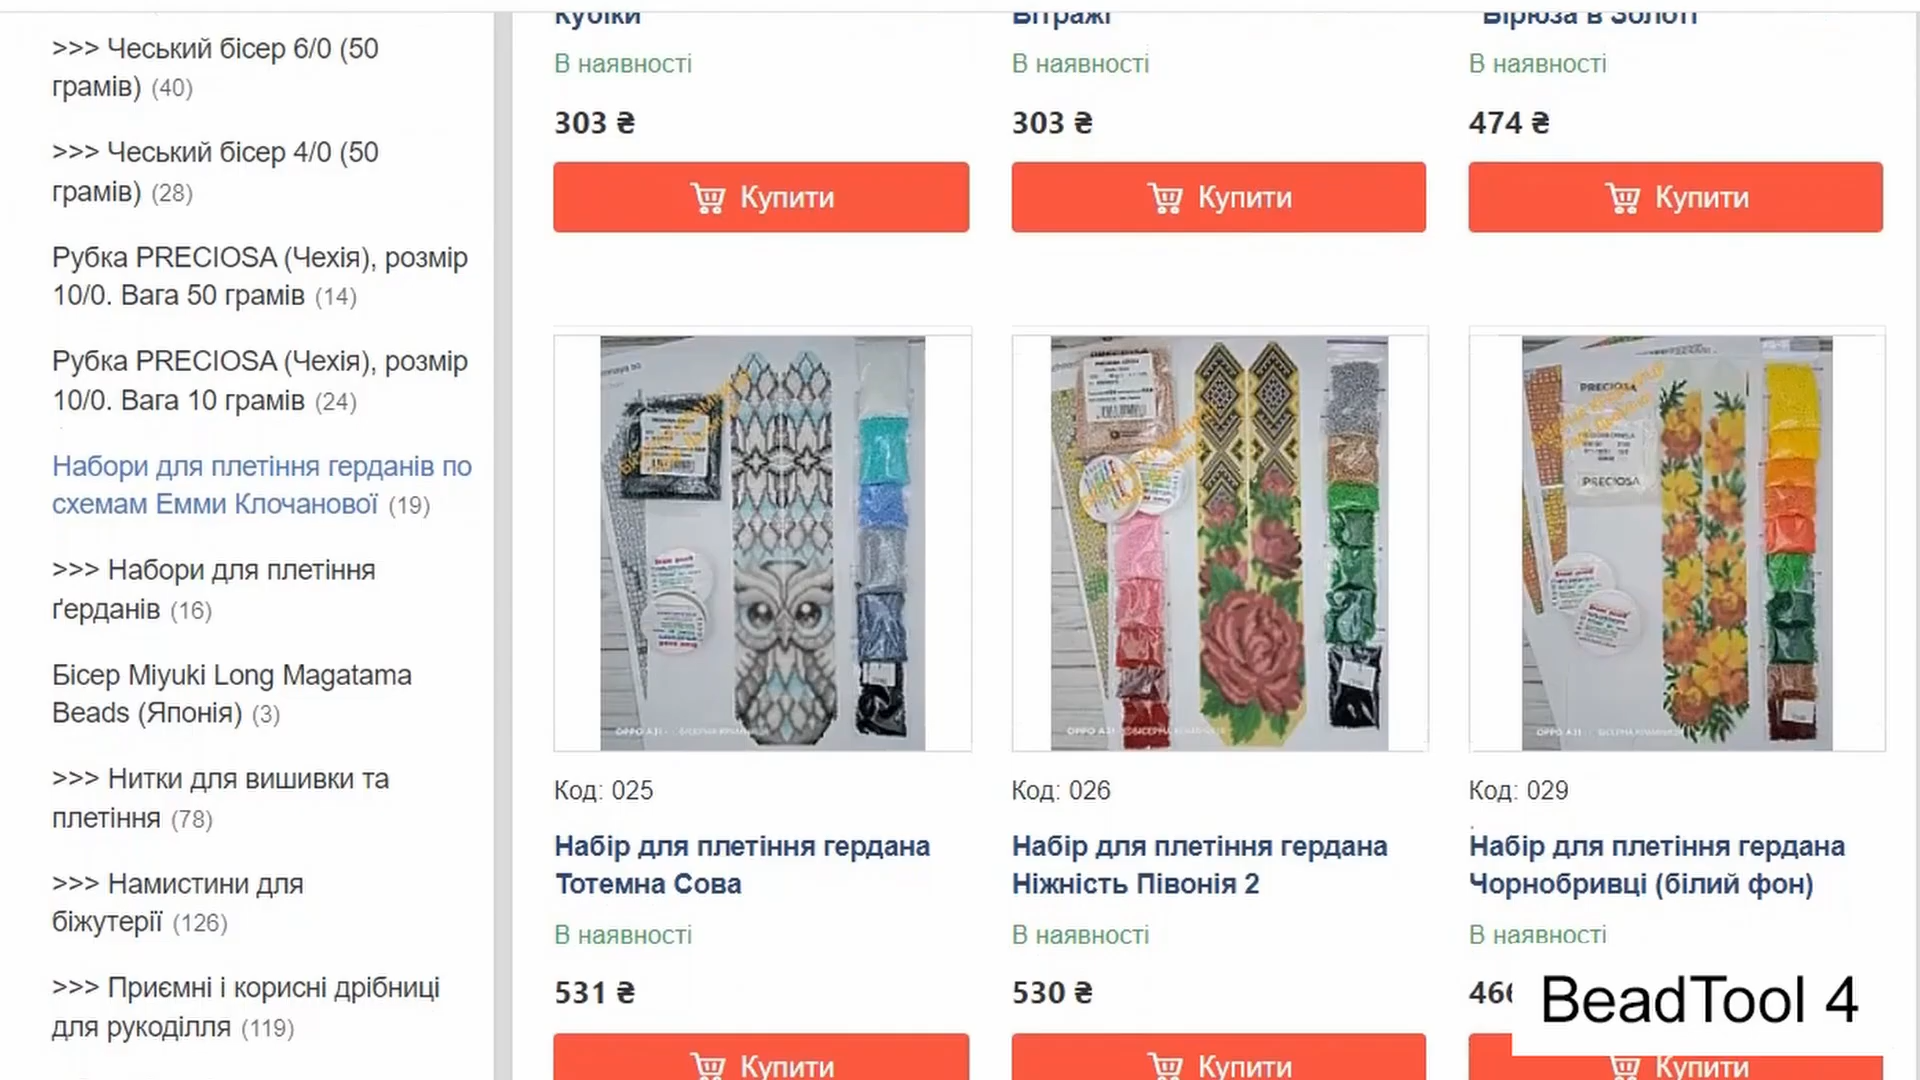 >>> Чеський бісер 6/0 (50
грамів) (40)
>>> Чеський бісер 4/0 (50
грамів) (28)
Рубка PRECIOSA (Чехія), розмір
10/0. Вага 50 грамів (14)
Рубка PRECIOSA (Чехія), розмір
10/0. Вага 10 грамів (24)
Набори для плетіння герданів по
схемам Емми Клочанової (19)
>>> Набори для плетіння
ґерданів (16)
Бісер Miyuki Long Magatama
Beads (Японія) (3)
>>> Нитки для вишивки та
плетіння (78)
>>> Намистини для
біжутерії (126)
>>> Приємні і корисні дрібниці
для рукоділля (119)
Кубики
В наявності
303 ₴
Купити
Вітражі
В наявності
303 ₴
Купити
Бірюза в Золоті
В наявності
474 ₴
Купити
Код: 025
Набір для плетіння гердана
Тотемна Сова
В наявності
531 ₴
Купити
Код: 026
Набір для плетіння гердана
Ніжність Півонія 2
В наявності
530 ₴
Купити
PRECIOSA
PRECIOSA
Код: 029
Набір для плетіння гердана
Чорнобривці (білий фон)
В наявності
Купити
BeadTool 4